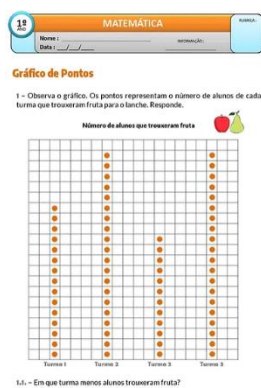 1º
ANO
MATEMÁTICA
Nome :
Data : __/__/__
Gráfico de Pontos
1 - Observa o gráfico. Os pontos representam o número de alunos de cada
turma que trouxeram fruta para o lanche. Responde.
Número de alunos que trouxeram fruta
Turma 1 Turma 2 Turma 3 Turma 3
1.1. - Em que turma menos alunos trouxeram fruta?